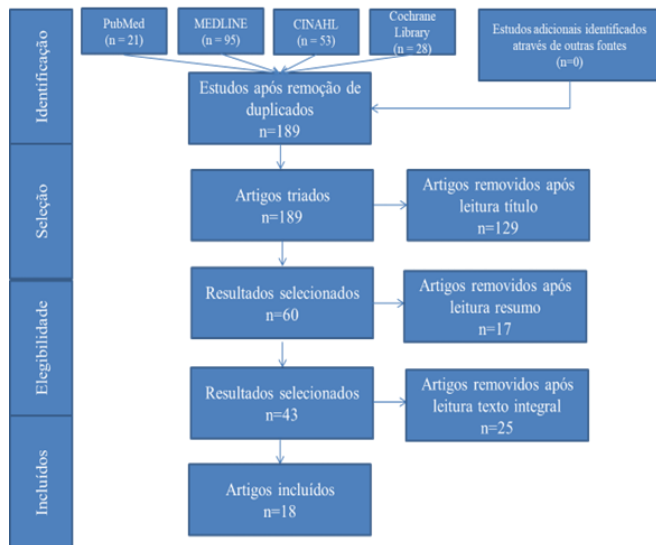 PubMed
(n = 21)
MEDLINE
(n = 95)
CINAHL
(n = 53)
Cochrane
Library
(n = 28)
Estudos adicionais identificados
através de outras fontes
(n=0)
Identificação
Estudos após remoção de
duplicados
n=189
Seleção
Artigos triados
n=189
Artigos removidos após
leitura título
n=129
Elegibilidade
Resultados selecionados
n=60
Artigos removidos após
leitura resumo
n=17
Resultados selecionados
n=43
Artigos removidos após
leitura texto integral
n=25
Incluídos
Artigos incluídos
n=18